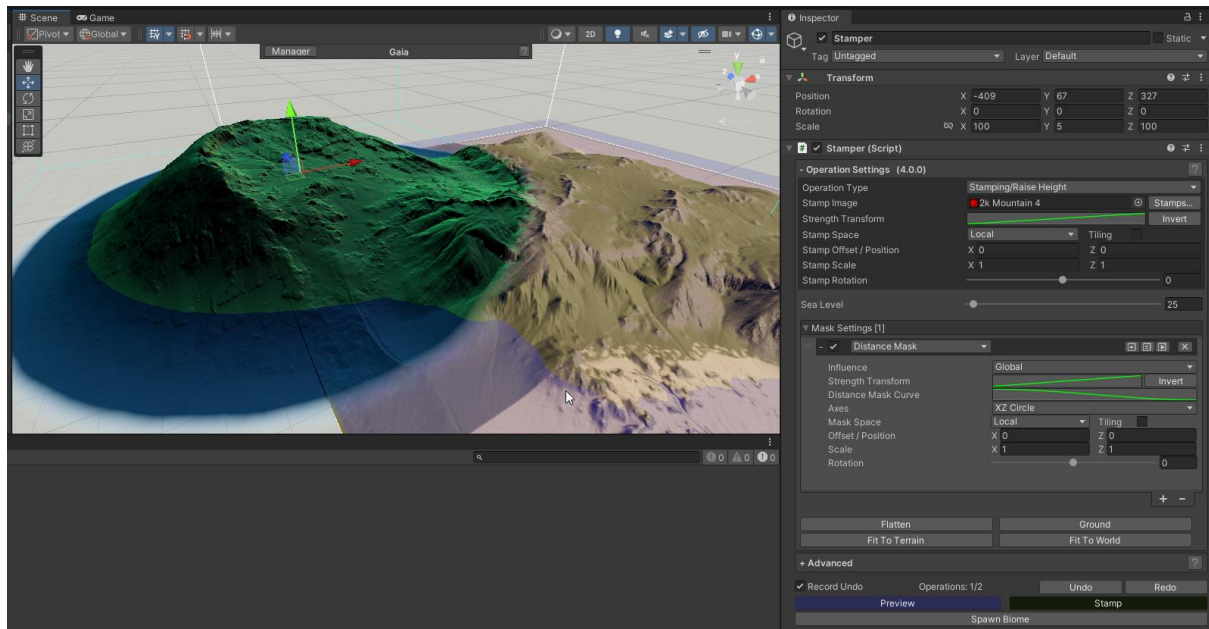 Scene Game
Pivot Global 2D
Manager Gaia ?
y
z x
0 0 0
Inspector
Stamper Static
Tag Untagged Layer Default
Transform
Position X -409 Y 67 Z 327
Rotation X 0 Y 0 Z 0
Scale X 100 Y 5 Z 100
# Stamper (Script)
- Operation Settings (4.0.0) ?
Operation Type Stamping/Raise Height
Stamp Image 2k Mountain 4 Stamps...
Strength Transform Invert
Stamp Space Local Tiling
Stamp Offset / Position X 0 Z 0
Stamp Scale X 1 Z 1
Stamp Rotation 0
Sea Level 25
Mask Settings [1]
- Distance Mask
Influence Global
Strength Transform Invert
Distance Mask Curve
Axes XZ Circle
Mask Space Local Tiling
Offset / Position X 0 Z 0
Scale X 1 Z 1
Rotation 0
+ -
Flatten Ground
Fit To Terrain Fit To World
+ Advanced ?
Record Undo Operations: 1/2 Undo Redo
Preview Stamp
Spawn Biome